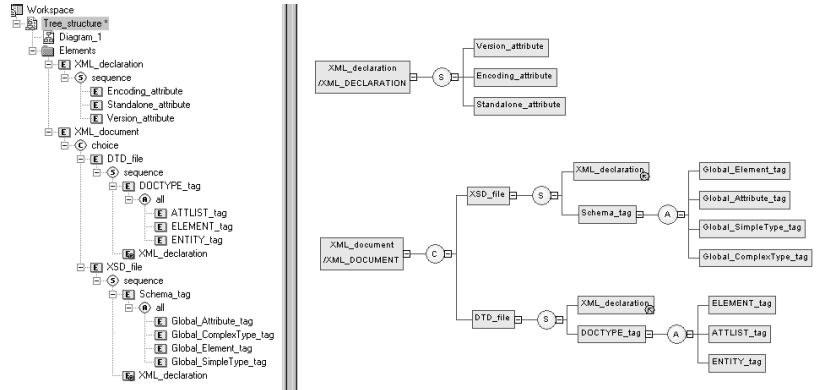 Workspace
Tree_structure *
Diagram_1
Elements
E XML_declaration
S sequence
E Encoding_attribute
E Standalone_attribute
E Version_attribute
E XML_document
C choice
E DTD_file
S sequence
E DOCTYPE_tag
A all
E ATTLIST_tag
E ELEMENT_tag
E ENTITY_tag
E XML_declaration
E XSD_file
S sequence
E Schema_tag
A all
E Global_Attribute_tag
E Global_ComplexType_tag
E Global_Element_tag
E Global_SimpleType_tag
E XML_declaration
XML_declaration
/XML_DECLARATION
S
Version_attribute
Encoding_attribute
Standalone_attribute
XML_document
/XML_DOCUMENT
C
XSD_file
S
XML_declaration
Schema_tag
A
Global_Element_tag
Global_Attribute_tag
Global_SimpleType_tag
Global_ComplexType_tag
DTD_file
S
XML_declaration
DOCTYPE_tag
A
ELEMENT_tag
ATTLIST_tag
ENTITY_tag